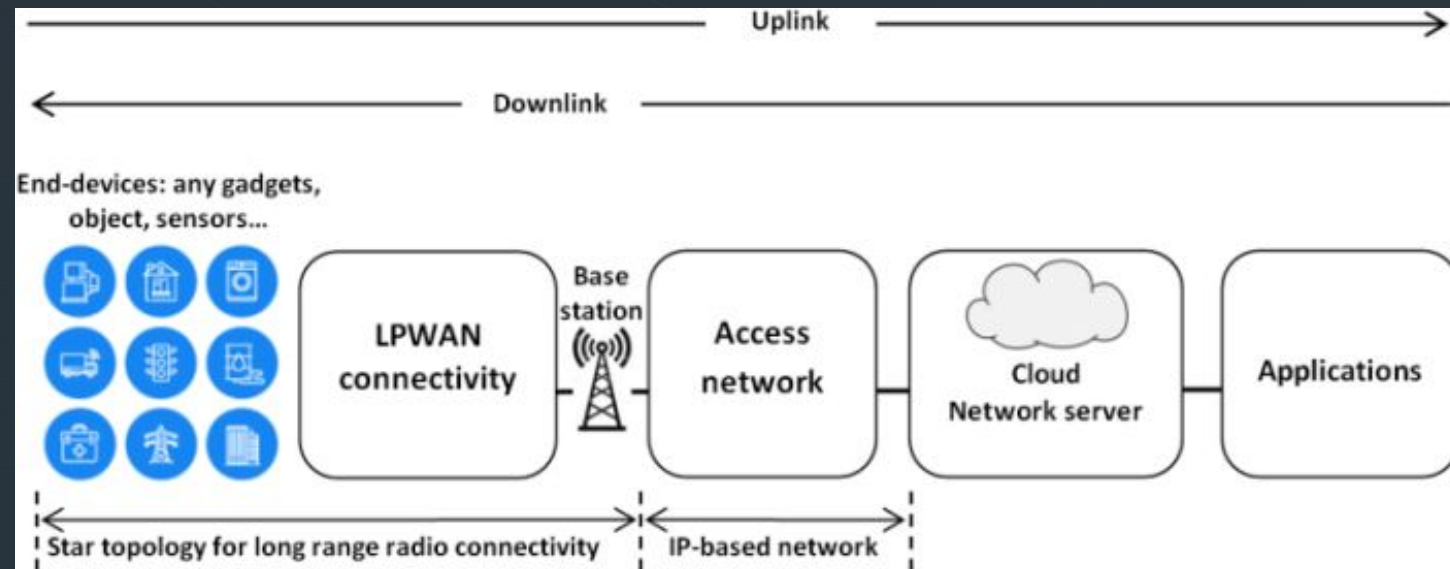 Uplink
Downlink
End-devices: any gadgets,
object, sensors...
LPWAN
connectivity
Base
station
Access
network
Cloud
Network server
Applications
Star topology for long range radio connectivity
IP-based network